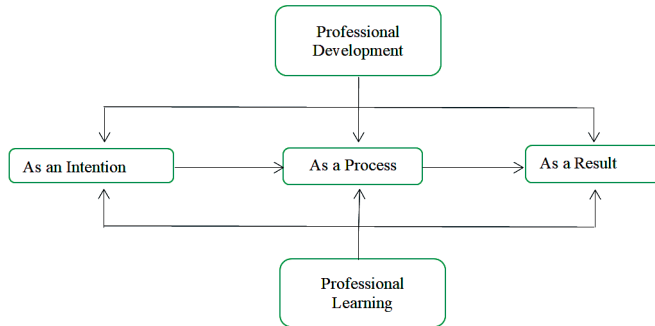 Professional
Development
As an Intention
As a Process
As a Result
Professional
Learning